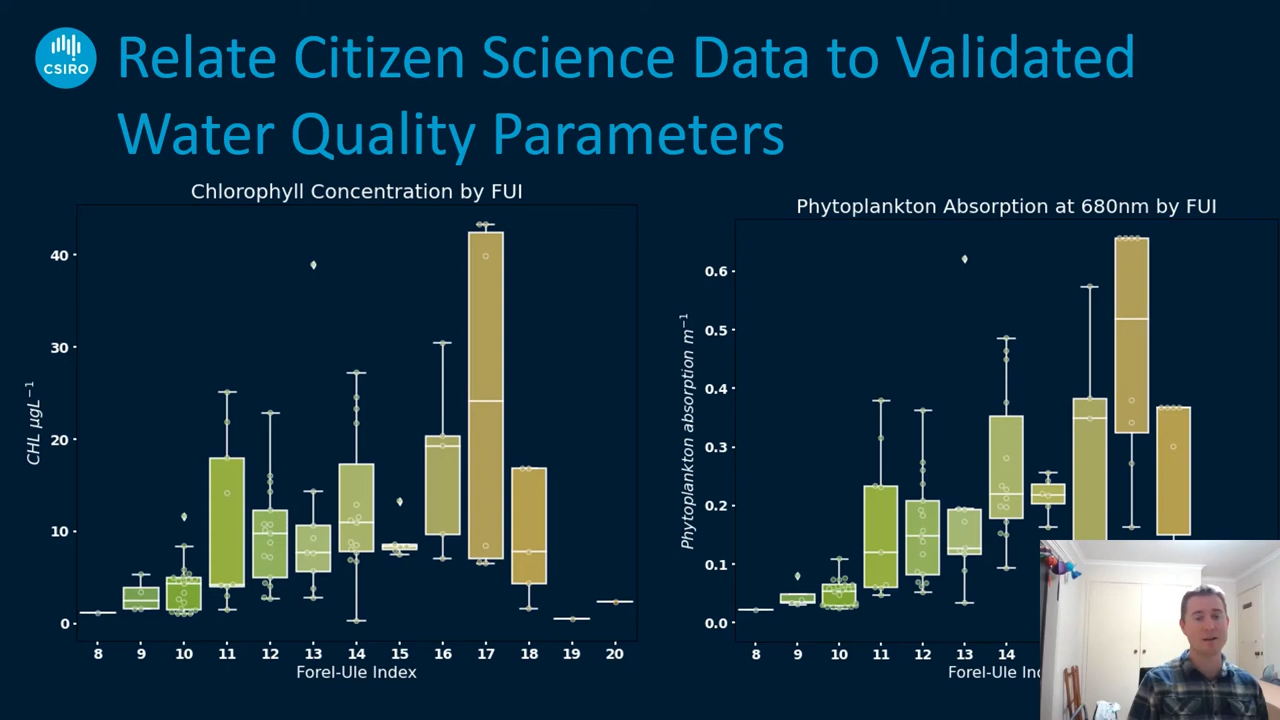 CSIRO
Relate Citizen Science Data to Validated
Water Quality Parameters
Chlorophyll Concentration by FUI
CHL µgL⁻¹
40
30
20
10
0
8 9 10 11 12 13 14 15 16 17 18 19 20
Forel-Ule Index
Phytoplankton Absorption at 680nm by FUI
Phytoplankton absorption m⁻¹
0.6
0.5
0.4
0.3
0.2
0.1
0.0
8 9 10 11 12 13 14
Forel-Ule